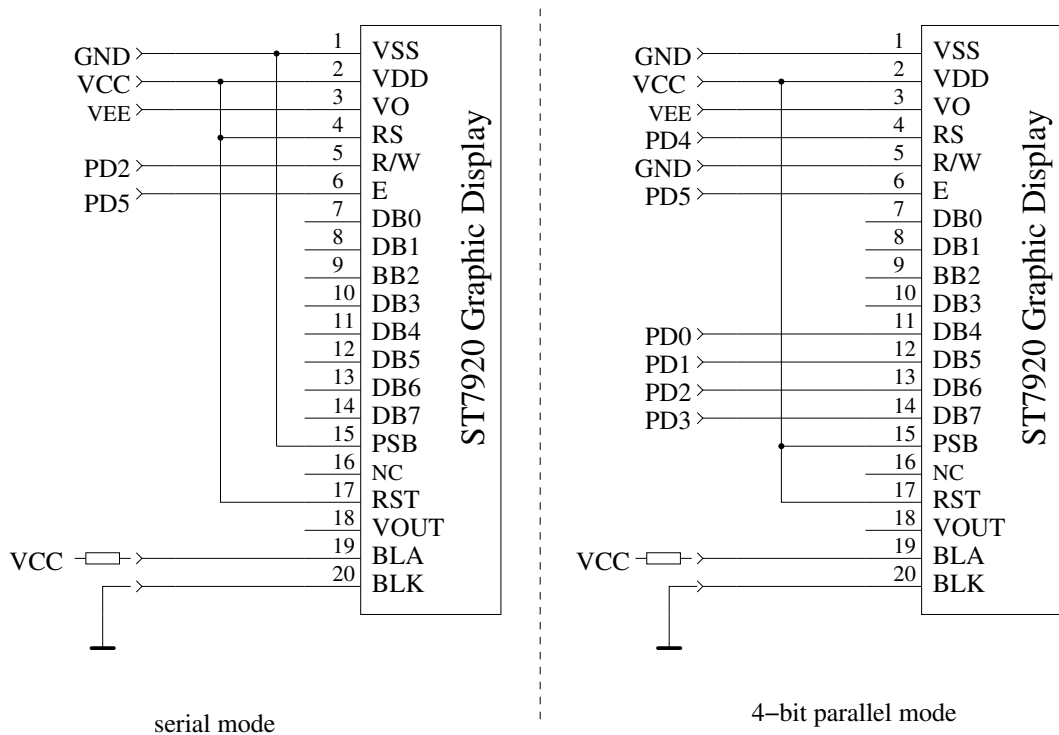 GND 1 VSS
VCC 2 VDD
VEE 3 VO
4 RS
PD2 5 R/W
PD5 6 E
7 DB0
8 DB1
9 BB2
10 DB3
11 DB4
12 DB5
13 DB6
14 DB7
15 PSB
16 NC
17 RST
18 VOUT
VCC 19 BLA
20 BLK
ST7920 Graphic Display
serial mode
GND 1 VSS
VCC 2 VDD
VEE 3 VO
PD4 4 RS
GND 5 R/W
PD5 6 E
7 DB0
8 DB1
9 BB2
10 DB3
PD0 11 DB4
PD1 12 DB5
PD2 13 DB6
PD3 14 DB7
15 PSB
16 NC
17 RST
18 VOUT
VCC 19 BLA
20 BLK
ST7920 Graphic Display
4−bit parallel mode